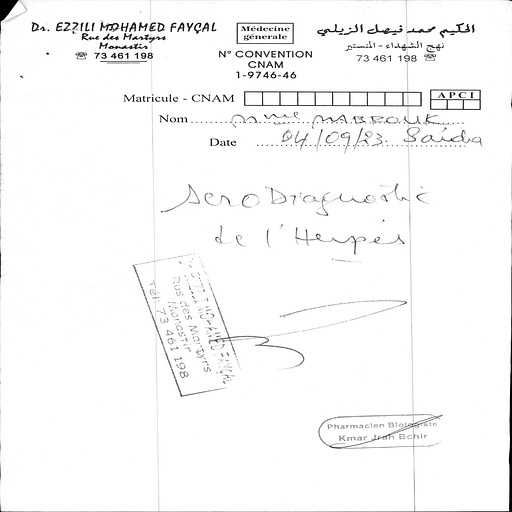 Dr. EZZILI MOHAMED FAYÇAL
Rue des Martyrs
Monastir
☎ 73 461 198
Médecine
générale
N° CONVENTION
CNAM
1-9746-46
الحكيم محمد فيصل الزيلي
نهج الشهداء - المنستير
73 461 198 ☎
Matricule - CNAM
APCI
Nom Mme MABROUK
Date 04/09/23. Saida
SeroDiagnostic
de l'Herpès
Dr EZZILI MOHAMED FAYÇAL
Rue des Martyrs
Monastir
Tél: 73 461 198
Pharmacien Biologiste
Kmar Jrah Bchir